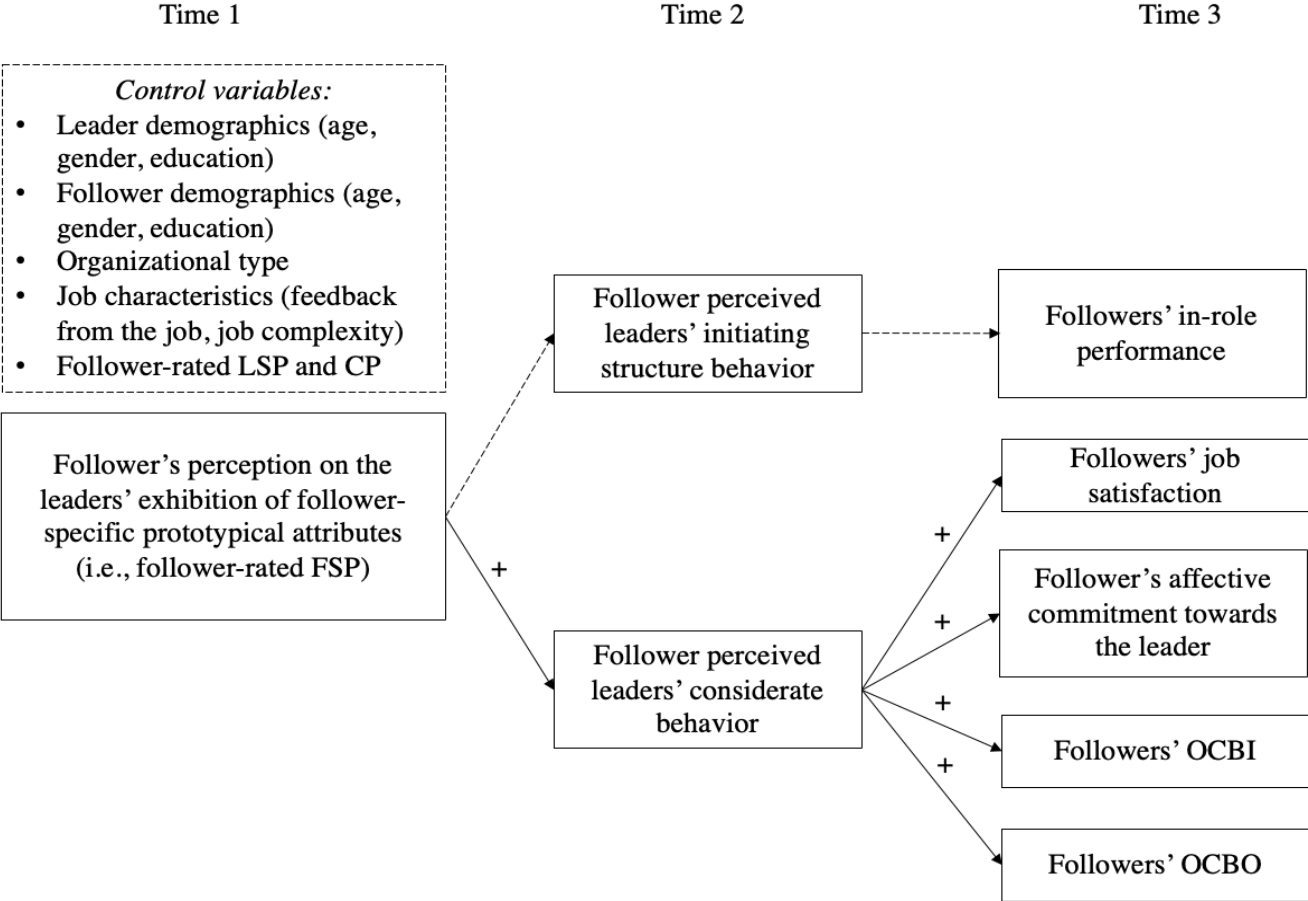 Time 1
Time 2
Time 3
Control variables:
• Leader demographics (age,
gender, education)
• Follower demographics (age,
gender, education)
• Organizational type
• Job characteristics (feedback
from the job, job complexity)
• Follower-rated LSP and CP
Follower’s perception on the
leaders’ exhibition of follower-
specific prototypical attributes
(i.e., follower-rated FSP)
+
Follower perceived
leaders’ initiating
structure behavior
Follower perceived
leaders’ considerate
behavior
+
+
+
+
Followers’ in-role
performance
Followers’ job
satisfaction
Follower’s affective
commitment towards
the leader
Followers’ OCBI
Followers’ OCBO